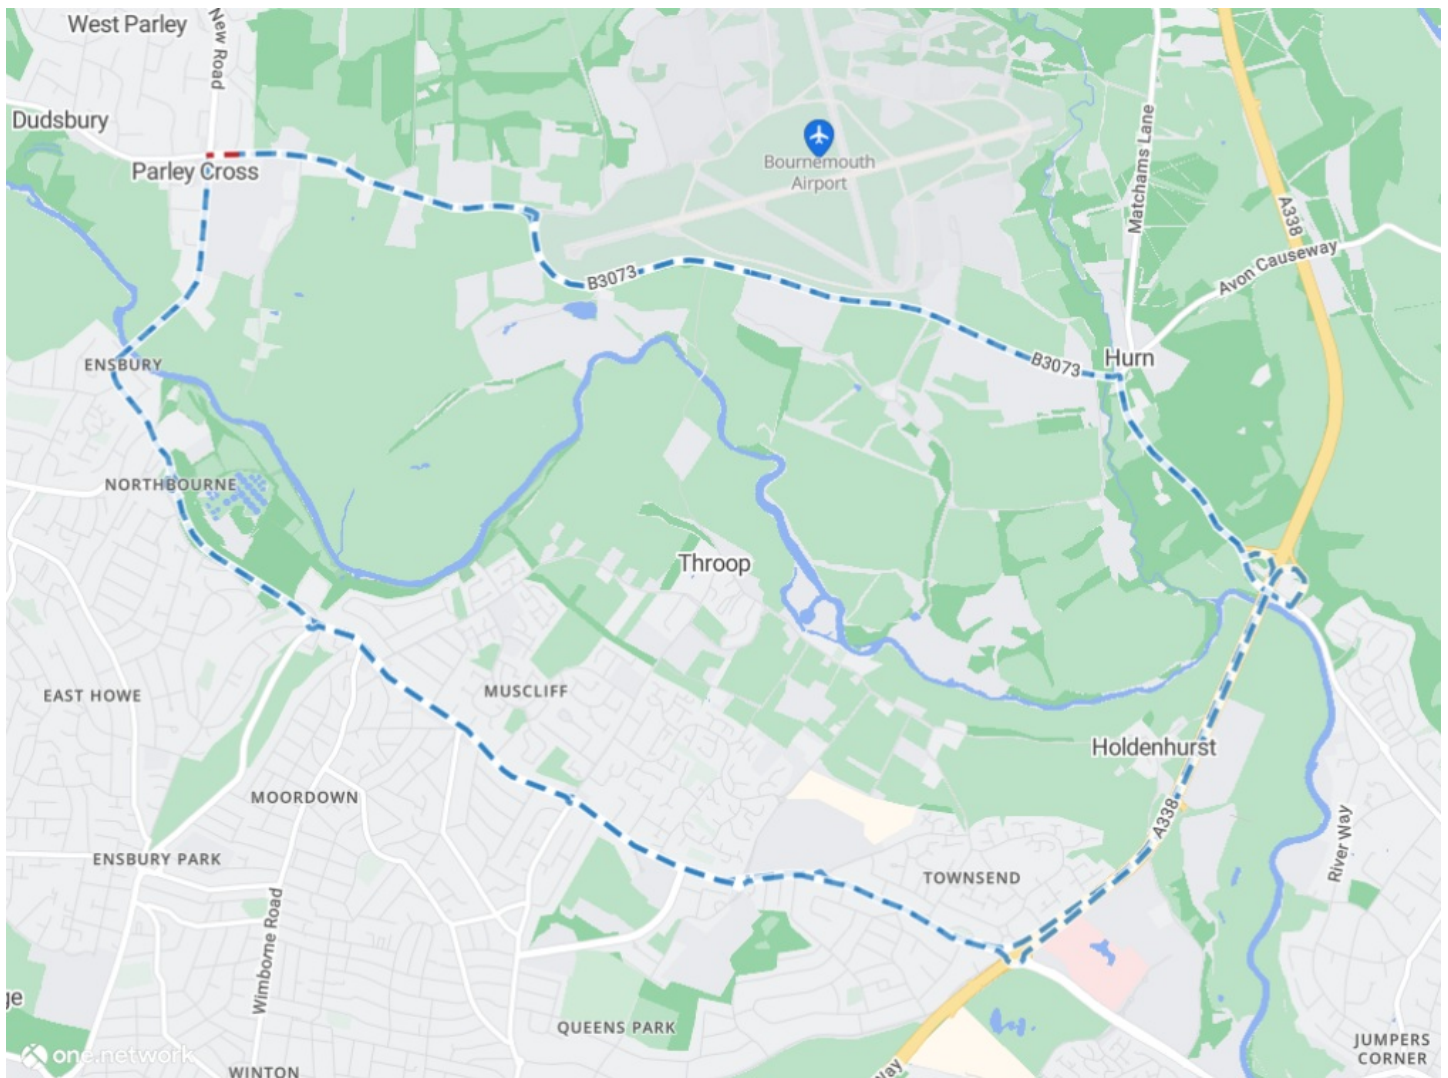 West Parley
New Road
Dudsbury
Parley Cross
Bournemouth
Airport
Matchams Lane
A338
Avon Causeway
B3073
B3073
Hurn
ENSBURY
NORTHBOURNE
Throop
EAST HOWE
MUSCLIFF
Holdenhurst
MOORDOWN
A338
River Way
ENSBURY PARK
TOWNSEND
Wimborne Road
ge
QUEENS PARK
JUMPERS
CORNER
one.network
WINTON
Way